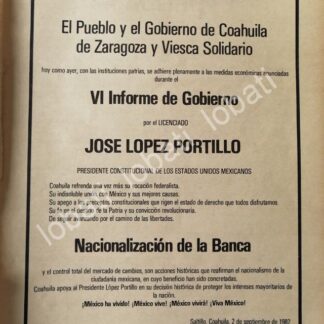 El Pueblo y el Gobierno de Coahuila
de Zaragoza y Viesca Solidario
hoy como ayer, con las instituciones patrias, se adhiere plenamente a las medidas económicas anunciadas
durante el
VI Informe de Gobierno
por el LICENCIADO
JOSE LOPEZ PORTILLO
PRESIDENTE CONSTITUCIONAL DE LOS ESTADOS UNIDOS MEXICANOS
Coahuila refrenda una vez más su vocación federalista.
Su indisoluble unión con México y sus mejores causas.
Su apego a los preceptos constitucionales que rigen el estado de derecho que todos disfrutamos
Su fe en el destino de la Patria y su convicción revolucionaria.
De seguir avanzando por el camino de las libertades.
Nacionalización de la Banca
y el control total del mercado de cambios, son acciones históricas que reafirman el nacionalismo de la
ciudadanía mexicana, en cuyo beneficio han sido concretadas.
Coahuila apoya al Presidente López Portillo en su decisión histórica de proteger los intereses mayoritarios de
la nación.
¡México ha vivido! ¡México vive! ¡México vivirá! ¡Viva México!
Saltillo, Coahuila, 2 de septiembre de 1982
lobati lobati lobati